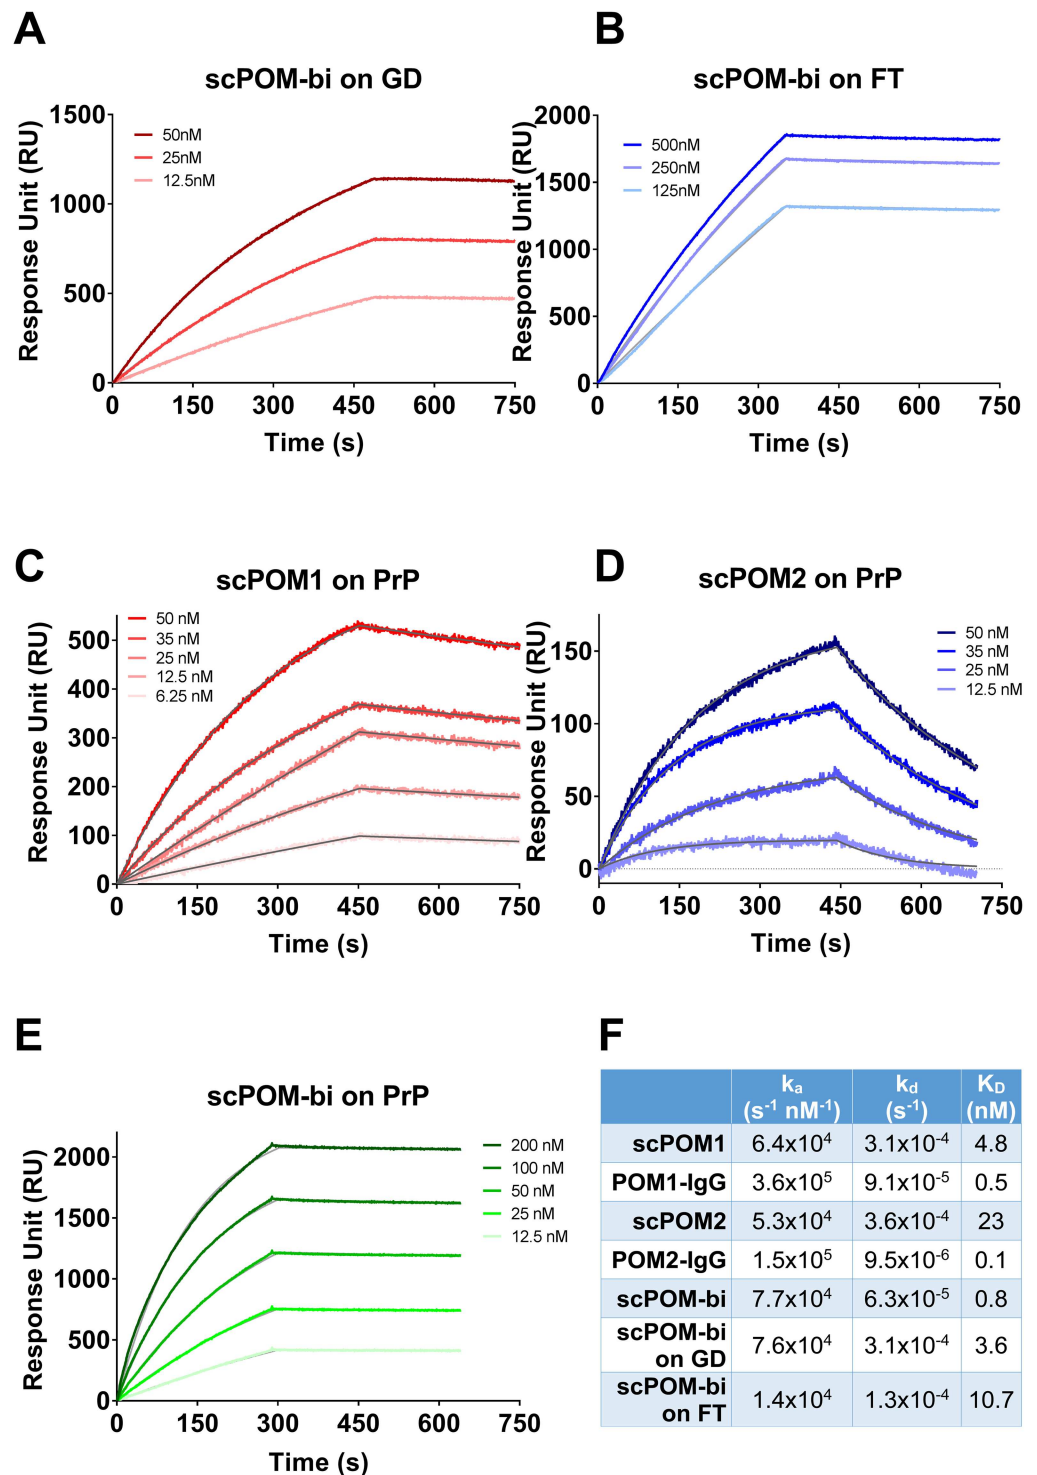 A
scPOM-bi on GD
Response Unit (RU)
1500
1000
500
0
50nM
25nM
12.5nM
0 150 300 450 600 750
Time (s)
B
scPOM-bi on FT
Response Unit (RU)
2000
1500
1000
500
0
500nM
250nM
125nM
0 150 300 450 600 750
Time (s)
C
scPOM1 on PrP
Response Unit (RU)
500
400
300
200
100
0
50 nM
35 nM
25 nM
12.5 nM
6.25 nM
0 150 300 450 600 750
Time (s)
D
scPOM2 on PrP
Response Unit (RU)
150
100
50
0
50 nM
35 nM
25 nM
12.5 nM
0 150 300 450 600 750
Time (s)
E
scPOM-bi on PrP
Response Unit (RU)
2000
1500
1000
500
0
200 nM
100 nM
50 nM
25 nM
12.5 nM
0 150 300 450 600 750
Time (s)
F
kₐ (s⁻¹ nM⁻¹) k_d (s⁻¹) K_D (nM)
scPOM1 6.4x10⁴ 3.1x10⁻⁴ 4.8
POM1-IgG 3.6x10⁵ 9.1x10⁻⁵ 0.5
scPOM2 5.3x10⁴ 3.6x10⁻⁴ 23
POM2-IgG 1.5x10⁵ 9.5x10⁻⁶ 0.1
scPOM-bi 7.7x10⁴ 6.3x10⁻⁵ 0.8
scPOM-bi on GD 7.6x10⁴ 3.1x10⁻⁴ 3.6
scPOM-bi on FT 1.4x10⁴ 1.3x10⁻⁴ 10.7